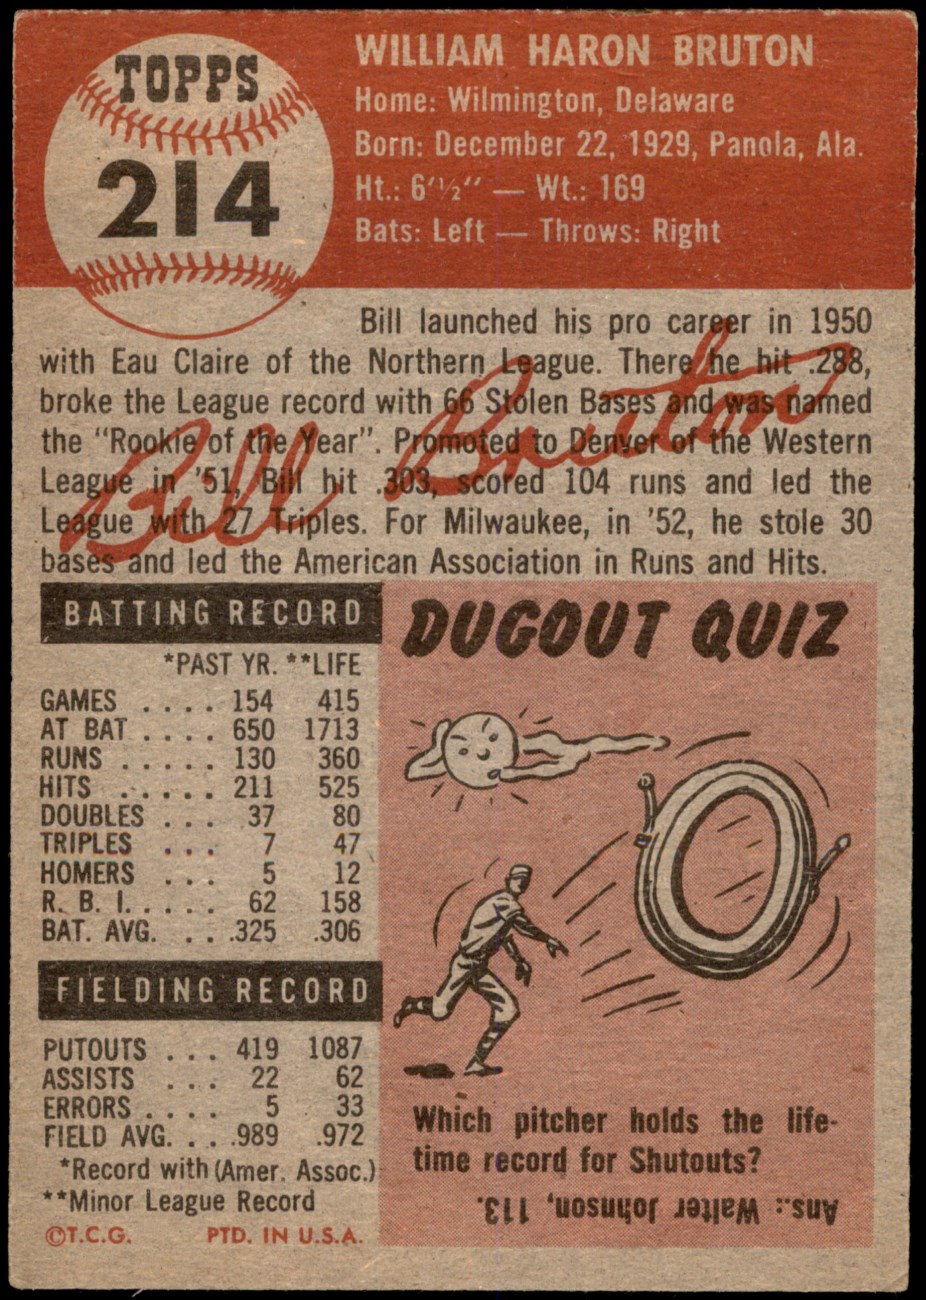 TOPPS
214
WILLIAM HARON BRUTON
Home: Wilmington, Delaware
Born: December 22, 1929, Panola, Ala.
Ht.: 6'½" — Wt.: 169
Bats: Left — Throws: Right
Bill launched his pro career in 1950
with Eau Claire of the Northern League. There he hit .288,
broke the League record with 66 Stolen Bases and was named
the "Rookie of the Year". Promoted to Denver of the Western
League in '51, Bill hit .303, scored 104 runs and led the
League with 27 Triples. For Milwaukee, in '52, he stole 30
bases and led the American Association in Runs and Hits.
Bill Bruton
BATTING RECORD
*PAST YR. **LIFE
GAMES .... 154 415
AT BAT .... 650 1713
RUNS ..... 130 360
HITS ..... 211 525
DOUBLES ... 37 80
TRIPLES ... 7 47
HOMERS ... 5 12
R. B. I. .... 62 158
BAT. AVG. ... .325 .306
FIELDING RECORD
PUTOUTS ... 419 1087
ASSISTS ... 22 62
ERRORS .... 5 33
FIELD AVG. ... .989 .972
*Record with (Amer. Assoc.)
**Minor League Record
©T.C.G. PTD. IN U.S.A.
DUGOUT QUIZ
Which pitcher holds the life-
time record for Shutouts?
Ans.: Walter Johnson, 113.